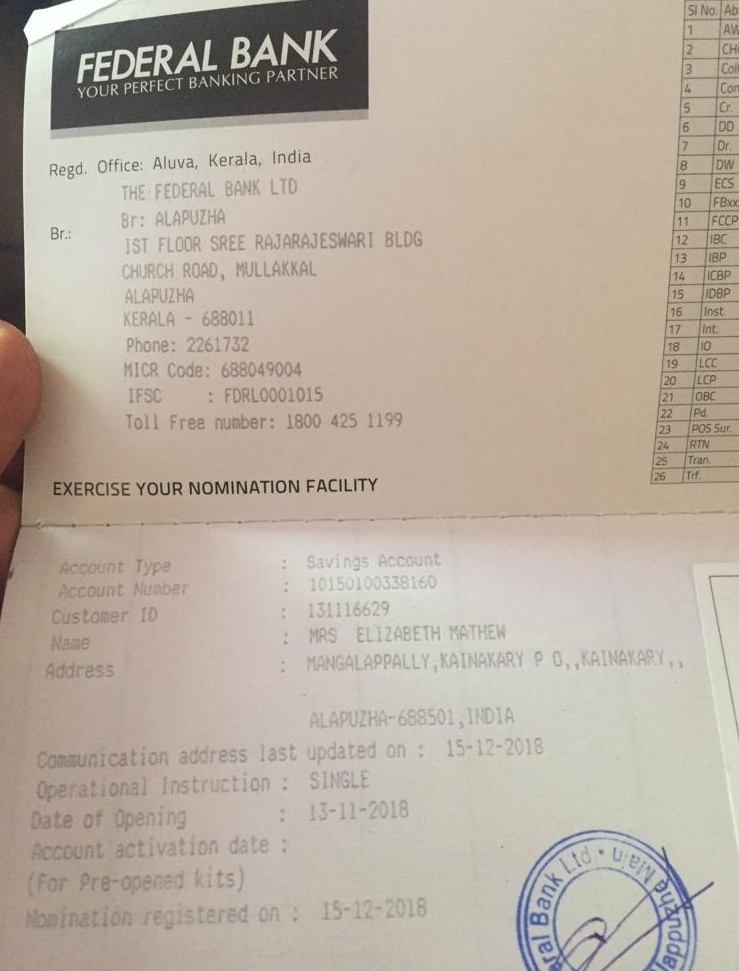 FEDERAL BANK
YOUR PERFECT BANKING PARTNER
Regd. Office: Aluva, Kerala, India
THE FEDERAL BANK LTD
Br.: Br: ALAPUZHA
IST FLOOR SREE RAJARAJESWARI BLDG
CHURCH ROAD, MULLAKKAL
ALAPUZHA
KERALA - 688011
Phone: 2261732
MICR Code: 688049004
IFSC : FDRL0001015
Toll Free number: 1800 425 1199
EXERCISE YOUR NOMINATION FACILITY
Sl No. Ab
1 AW
2 CH
3 Coll
4 Con
5 Cr.
6 DD
7 Dr.
8 DW
9 ECS
10 FBxx
11 FCCP
12 IBC
13 IBP
14 ICBP
15 IDBP
16 Inst.
17 Int.
18 IO
19 LCC
20 LCP
21 OBC
22 Pd.
23 POS Sur.
24 RTN
25 Tran.
26 Trf.
Account Type : Savings Account
Account Number : 10150100338160
Customer ID : 131116629
Name : MRS ELIZABETH MATHEW
Address : MANGALAPPALLY,KAINAKARY P O,,KAINAKARY,,
ALAPUZHA-688501,INDIA
Communication address last updated on : 15-12-2018
Operational Instruction : SINGLE
Date of Opening : 13-11-2018
Account activation date :
(For Pre-opened kits)
Nomination registered on : 15-12-2018
eral Bank Ltd • Alappuzha Main